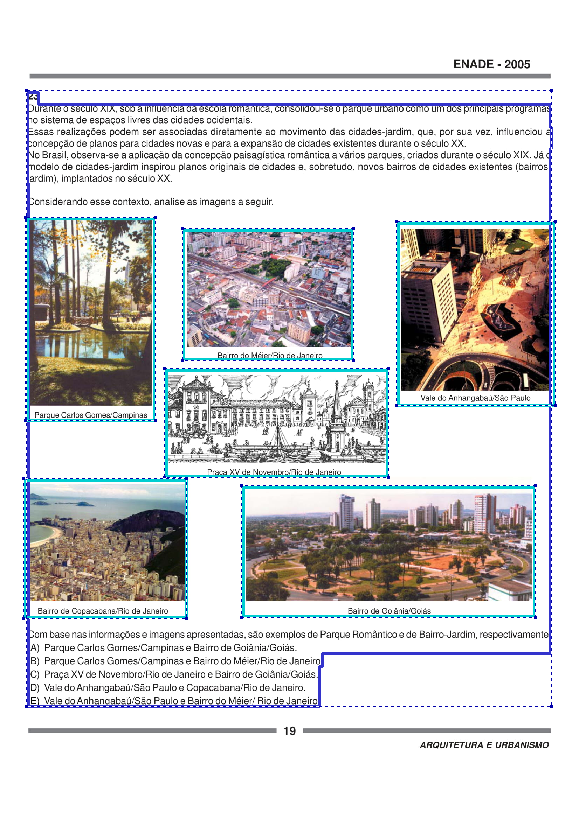 ENADE - 2005
23
Durante o século XIX, sob a influência da escola romântica, consolidou-se o parque urbano como um dos principais programas
no sistema de espaços livres das cidades ocidentais.
Essas realizações podem ser associadas diretamente ao movimento das cidades-jardim, que, por sua vez, influenciou a
concepção de planos para cidades novas e para a expansão de cidades existentes durante o século XX.
No Brasil, observa-se a aplicação da concepção paisagística romântica a vários parques, criados durante o século XIX. Já o
modelo de cidades-jardim inspirou planos originais de cidades e, sobretudo, novos bairros de cidades existentes (bairros-
jardim), implantados no século XX.
Considerando esse contexto, analise as imagens a seguir.
Bairro do Méier/Rio de Janeiro
Vale do Anhangabaú/São Paulo
Parque Carlos Gomes/Campinas
Praça XV de Novembro/Rio de Janeiro
Bairro de Copacabana/Rio de Janeiro
Bairro de Goiânia/Goiás
Com base nas informações e imagens apresentadas, são exemplos de Parque Romântico e de Bairro-Jardim, respectivamente,
A) Parque Carlos Gomes/Campinas e Bairro de Goiânia/Goiás.
B) Parque Carlos Gomes/Campinas e Bairro do Méier/Rio de Janeiro.
C) Praça XV de Novembro/Rio de Janeiro e Bairro de Goiânia/Goiás.
D) Vale do Anhangabaú/São Paulo e Copacabana/Rio de Janeiro.
E) Vale do Anhangabaú/São Paulo e Bairro do Méier/ Rio de Janeiro.
19
ARQUITETURA E URBANISMO